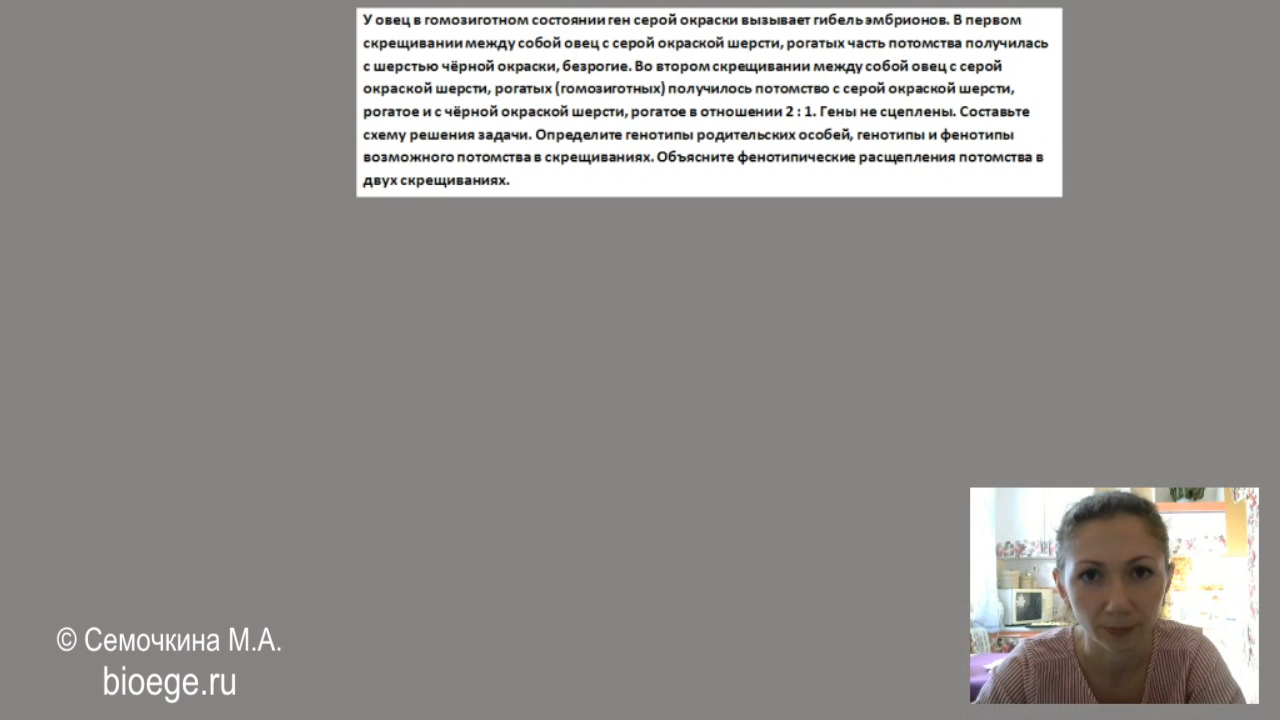 У овец в гомозиготном состоянии ген серой окраски вызывает гибель эмбрионов. В первом
скрещивании между собой овец с серой окраской шерсти, рогатых часть потомства получилась
с шерстью чёрной окраски, безрогие. Во втором скрещивании между собой овец с серой
окраской шерсти, рогатых (гомозиготных) получилось потомство с серой окраской шерсти,
рогатое и с чёрной окраской шерсти, рогатое в отношении 2 : 1. Гены не сцеплены. Составьте
схему решения задачи. Определите генотипы родительских особей, генотипы и фенотипы
возможного потомства в скрещиваниях. Объясните фенотипические расщепления потомства в
двух скрещиваниях.
© Семочкина М.А.
bioege.ru